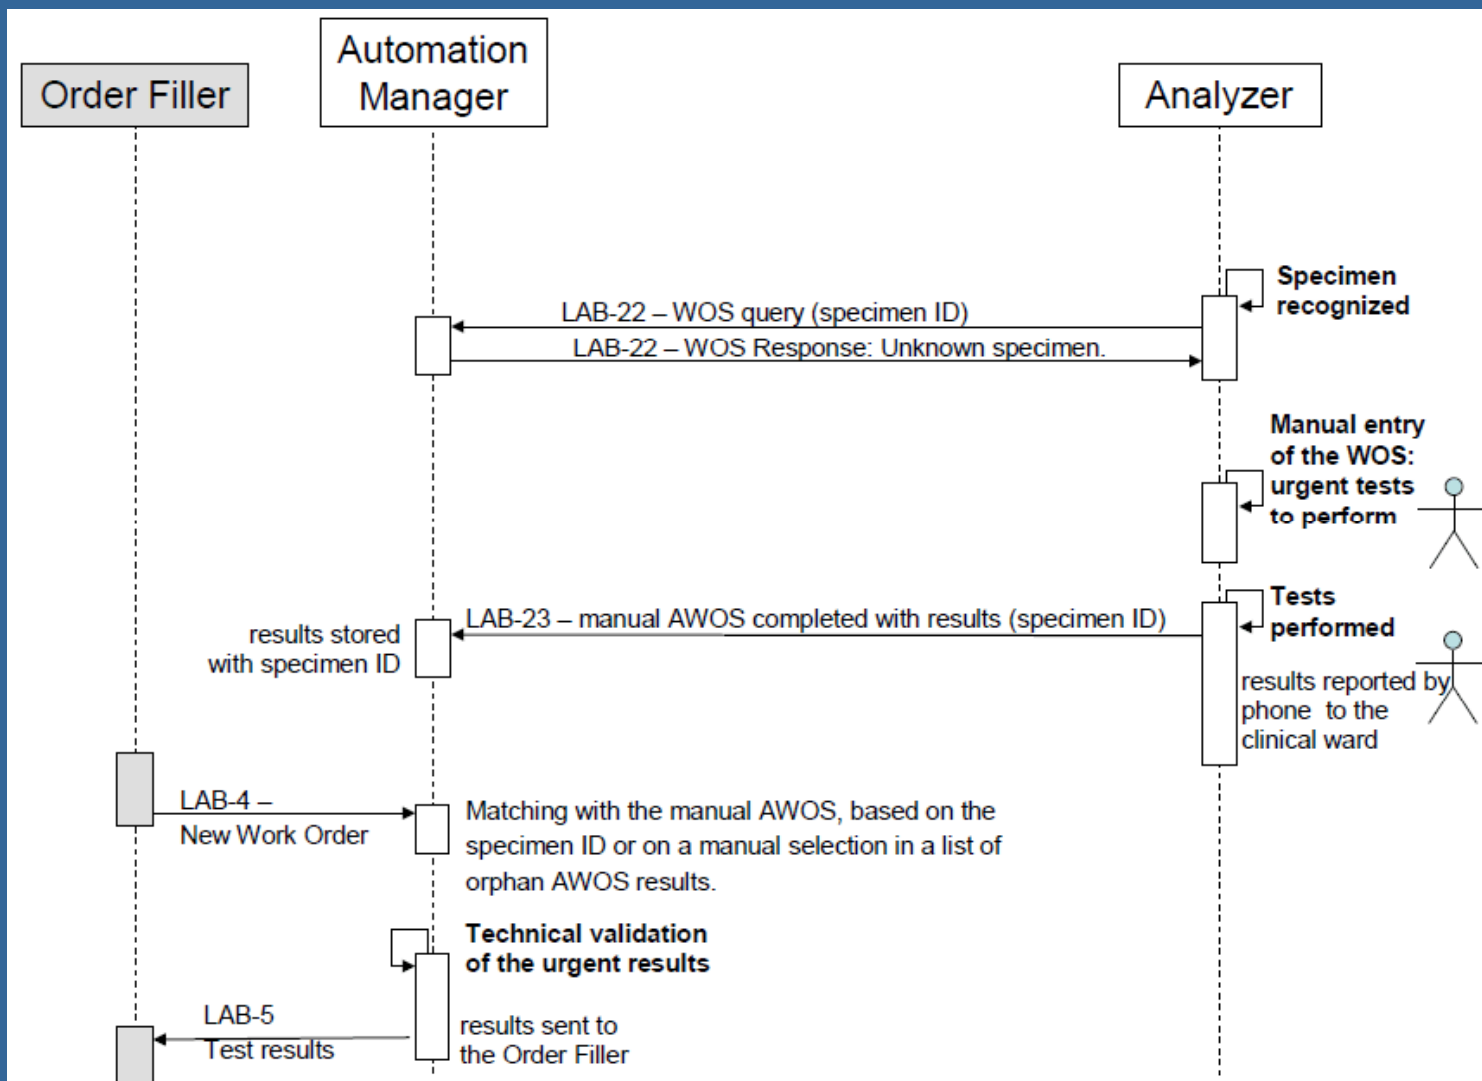 Order Filler
Automation
Manager
Analyzer
Specimen
recognized
LAB-22 – WOS query (specimen ID)
LAB-22 – WOS Response: Unknown specimen.
Manual entry
of the WOS:
urgent tests
to perform
Tests
performed
LAB-23 – manual AWOS completed with results (specimen ID)
results stored
with specimen ID
results reported by
phone to the
clinical ward
LAB-4 –
New Work Order
Matching with the manual AWOS, based on the
specimen ID or on a manual selection in a list of
orphan AWOS results.
Technical validation
of the urgent results
LAB-5
Test results
results sent to
the Order Filler